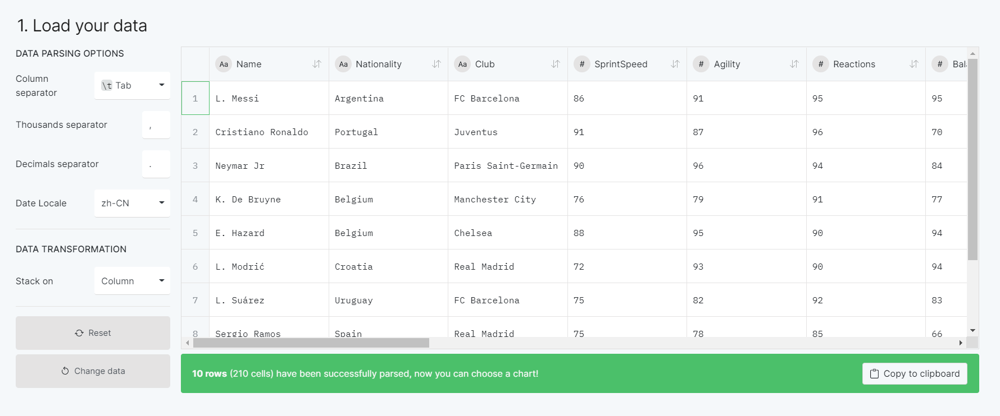 1. Load your data
DATA PARSING OPTIONS
Column separator
\t Tab
Thousands separator
,
Decimals separator
.
Date Locale
zh-CN
DATA TRANSFORMATION
Stack on
Column
Reset
Change data
Aa Name Aa Nationality Aa Club # SprintSpeed # Agility # Reactions #
1 L. Messi Argentina FC Barcelona 86 91 95 95
2 Cristiano Ronaldo Portugal Juventus 91 87 96 70
3 Neymar Jr Brazil Paris Saint-Germain 90 96 94 84
4 K. De Bruyne Belgium Manchester City 76 79 91 77
5 E. Hazard Belgium Chelsea 88 95 90 94
6 L. Modrić Croatia Real Madrid 72 93 90 94
7 L. Suárez Uruguay FC Barcelona 75 82 92 83
8 Sergio Ramos Spain Real Madrid 75 78 85 66
10 rows (210 cells) have been successfully parsed, now you can choose a chart!
Copy to clipboard